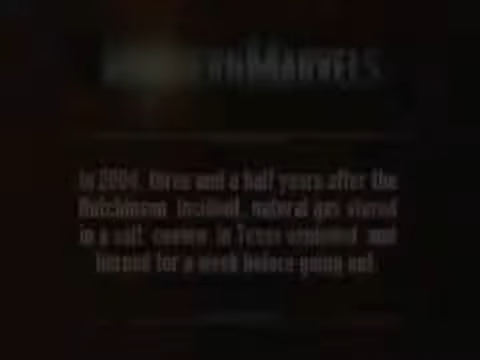 MODERN MARVELS
In 2004, three and a half years after the
Hutchinson incident, natural gas stored
in a salt cavern in Texas exploded and
burned for a week before going out.